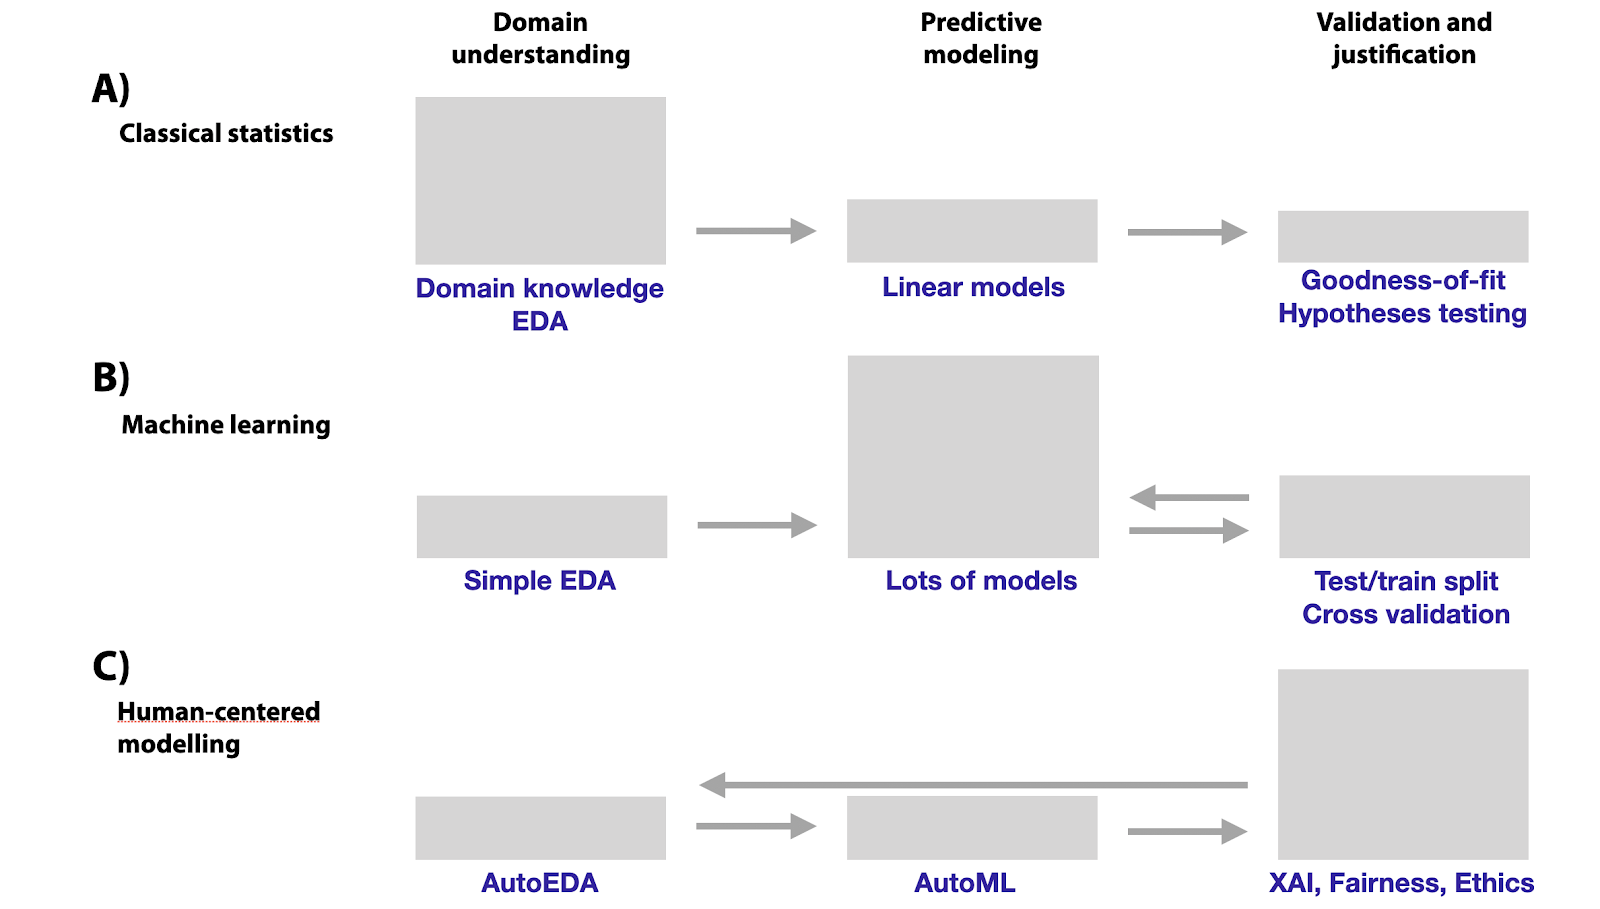 Domain
understanding
Predictive
modeling
Validation and
justification
A)
Classical statistics
Domain knowledge
EDA
Linear models
Goodness-of-fit
Hypotheses testing
B)
Machine learning
Simple EDA
Lots of models
Test/train split
Cross validation
C)
Human-centered
modelling
AutoEDA
AutoML
XAI, Fairness, Ethics